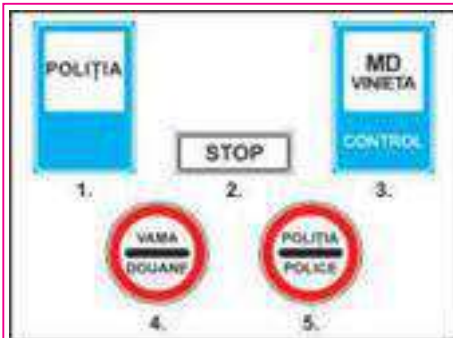 POLIȚIA
MD
VINIETA
CONTROL
STOP
1.
2.
3.
VAMA
DOUANE
POLIȚIA
POLICE
4.
5.